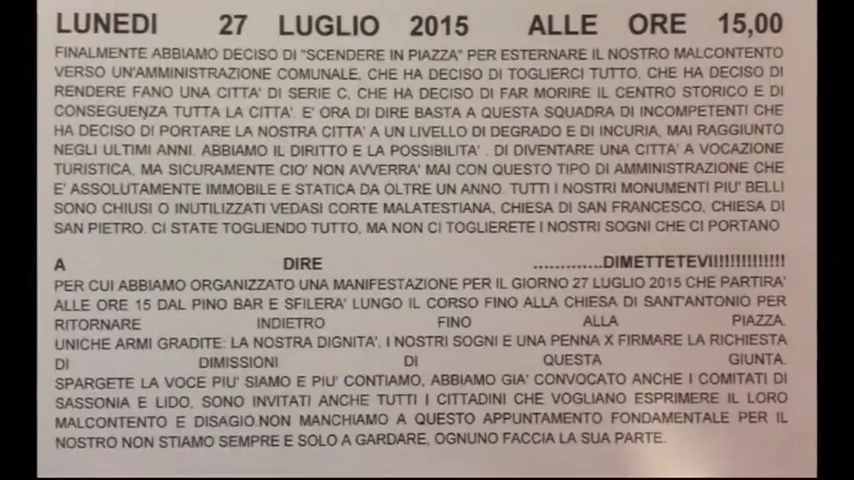 LUNEDI 27 LUGLIO 2015 ALLE ORE 15,00
FINALMENTE ABBIAMO DECISO DI "SCENDERE IN PIAZZA" PER ESTERNARE IL NOSTRO MALCONTENTO
VERSO UN'AMMINISTRAZIONE COMUNALE, CHE HA DECISO DI TOGLIERCI TUTTO, CHE HA DECISO DI
RENDERE FANO UNA CITTA' DI SERIE C, CHE HA DECISO DI FAR MORIRE IL CENTRO STORICO E DI
CONSEGUENZA TUTTA LA CITTA'. E' ORA DI DIRE BASTA A QUESTA SQUADRA DI INCOMPETENTI CHE
HA DECISO DI PORTARE LA NOSTRA CITTA' A UN LIVELLO DI DEGRADO E DI INCURIA, MAI RAGGIUNTO
NEGLI ULTIMI ANNI. ABBIAMO IL DIRITTO E LA POSSIBILITA' . DI DIVENTARE UNA CITTA' A VOCAZIONE
TURISTICA, MA SICURAMENTE CIO' NON AVVERRA' MAI CON QUESTO TIPO DI AMMINISTRAZIONE CHE
E' ASSOLUTAMENTE IMMOBILE E STATICA DA OLTRE UN ANNO. TUTTI I NOSTRI MONUMENTI PIU' BELLI
SONO CHIUSI O INUTILIZZATI VEDASI CORTE MALATESTIANA, CHIESA DI SAN FRANCESCO, CHIESA DI
SAN PIETRO. CI STATE TOGLIENDO TUTTO, MA NON CI TOGLIERETE I NOSTRI SOGNI CHE CI PORTANO
A DIRE ............DIMETTETEVI!!!!!!!!!!!!!!!
PER CUI ABBIAMO ORGANIZZATO UNA MANIFESTAZIONE PER IL GIORNO 27 LUGLIO 2015 CHE PARTIRA'
ALLE ORE 15 DAL PINO BAR E SFILERA' LUNGO IL CORSO FINO ALLA CHIESA DI SANT'ANTONIO PER
RITORNARE INDIETRO FINO ALLA PIAZZA.
UNICHE ARMI GRADITE: LA NOSTRA DIGNITA', I NOSTRI SOGNI E UNA PENNA X FIRMARE LA RICHIESTA
DI DIMISSIONI DI QUESTA GIUNTA.
SPARGETE LA VOCE PIU' SIAMO E PIU' CONTIAMO, ABBIAMO GIA' CONVOCATO ANCHE I COMITATI DI
SASSONIA E LIDO, SONO INVITATI ANCHE TUTTI I CITTADINI CHE VOGLIANO ESPRIMERE IL LORO
MALCONTENTO E DISAGIO.NON MANCHIAMO A QUESTO APPUNTAMENTO FONDAMENTALE PER IL
NOSTRO NON STIAMO SEMPRE E SOLO A GARDARE, OGNUNO FACCIA LA SUA PARTE.